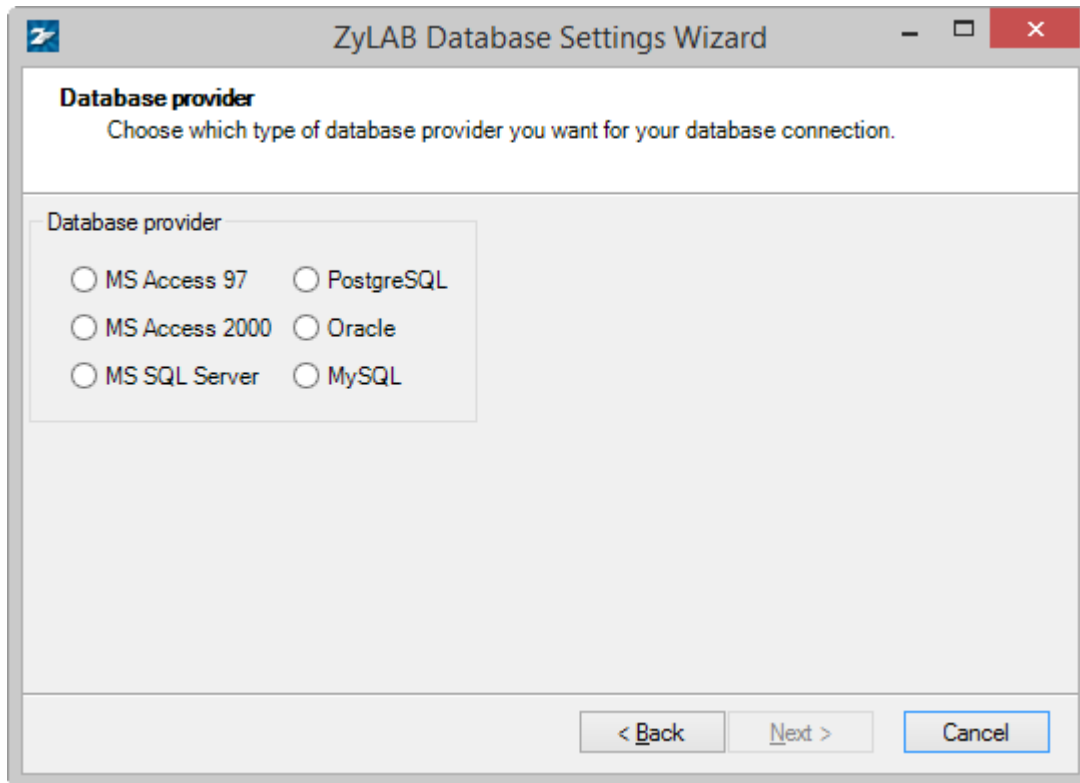 ZyLAB Database Settings Wizard
Database provider
Choose which type of database provider you want for your database connection.
Database provider
MS Access 97 PostgreSQL
MS Access 2000 Oracle
MS SQL Server MySQL
< Back Next > Cancel